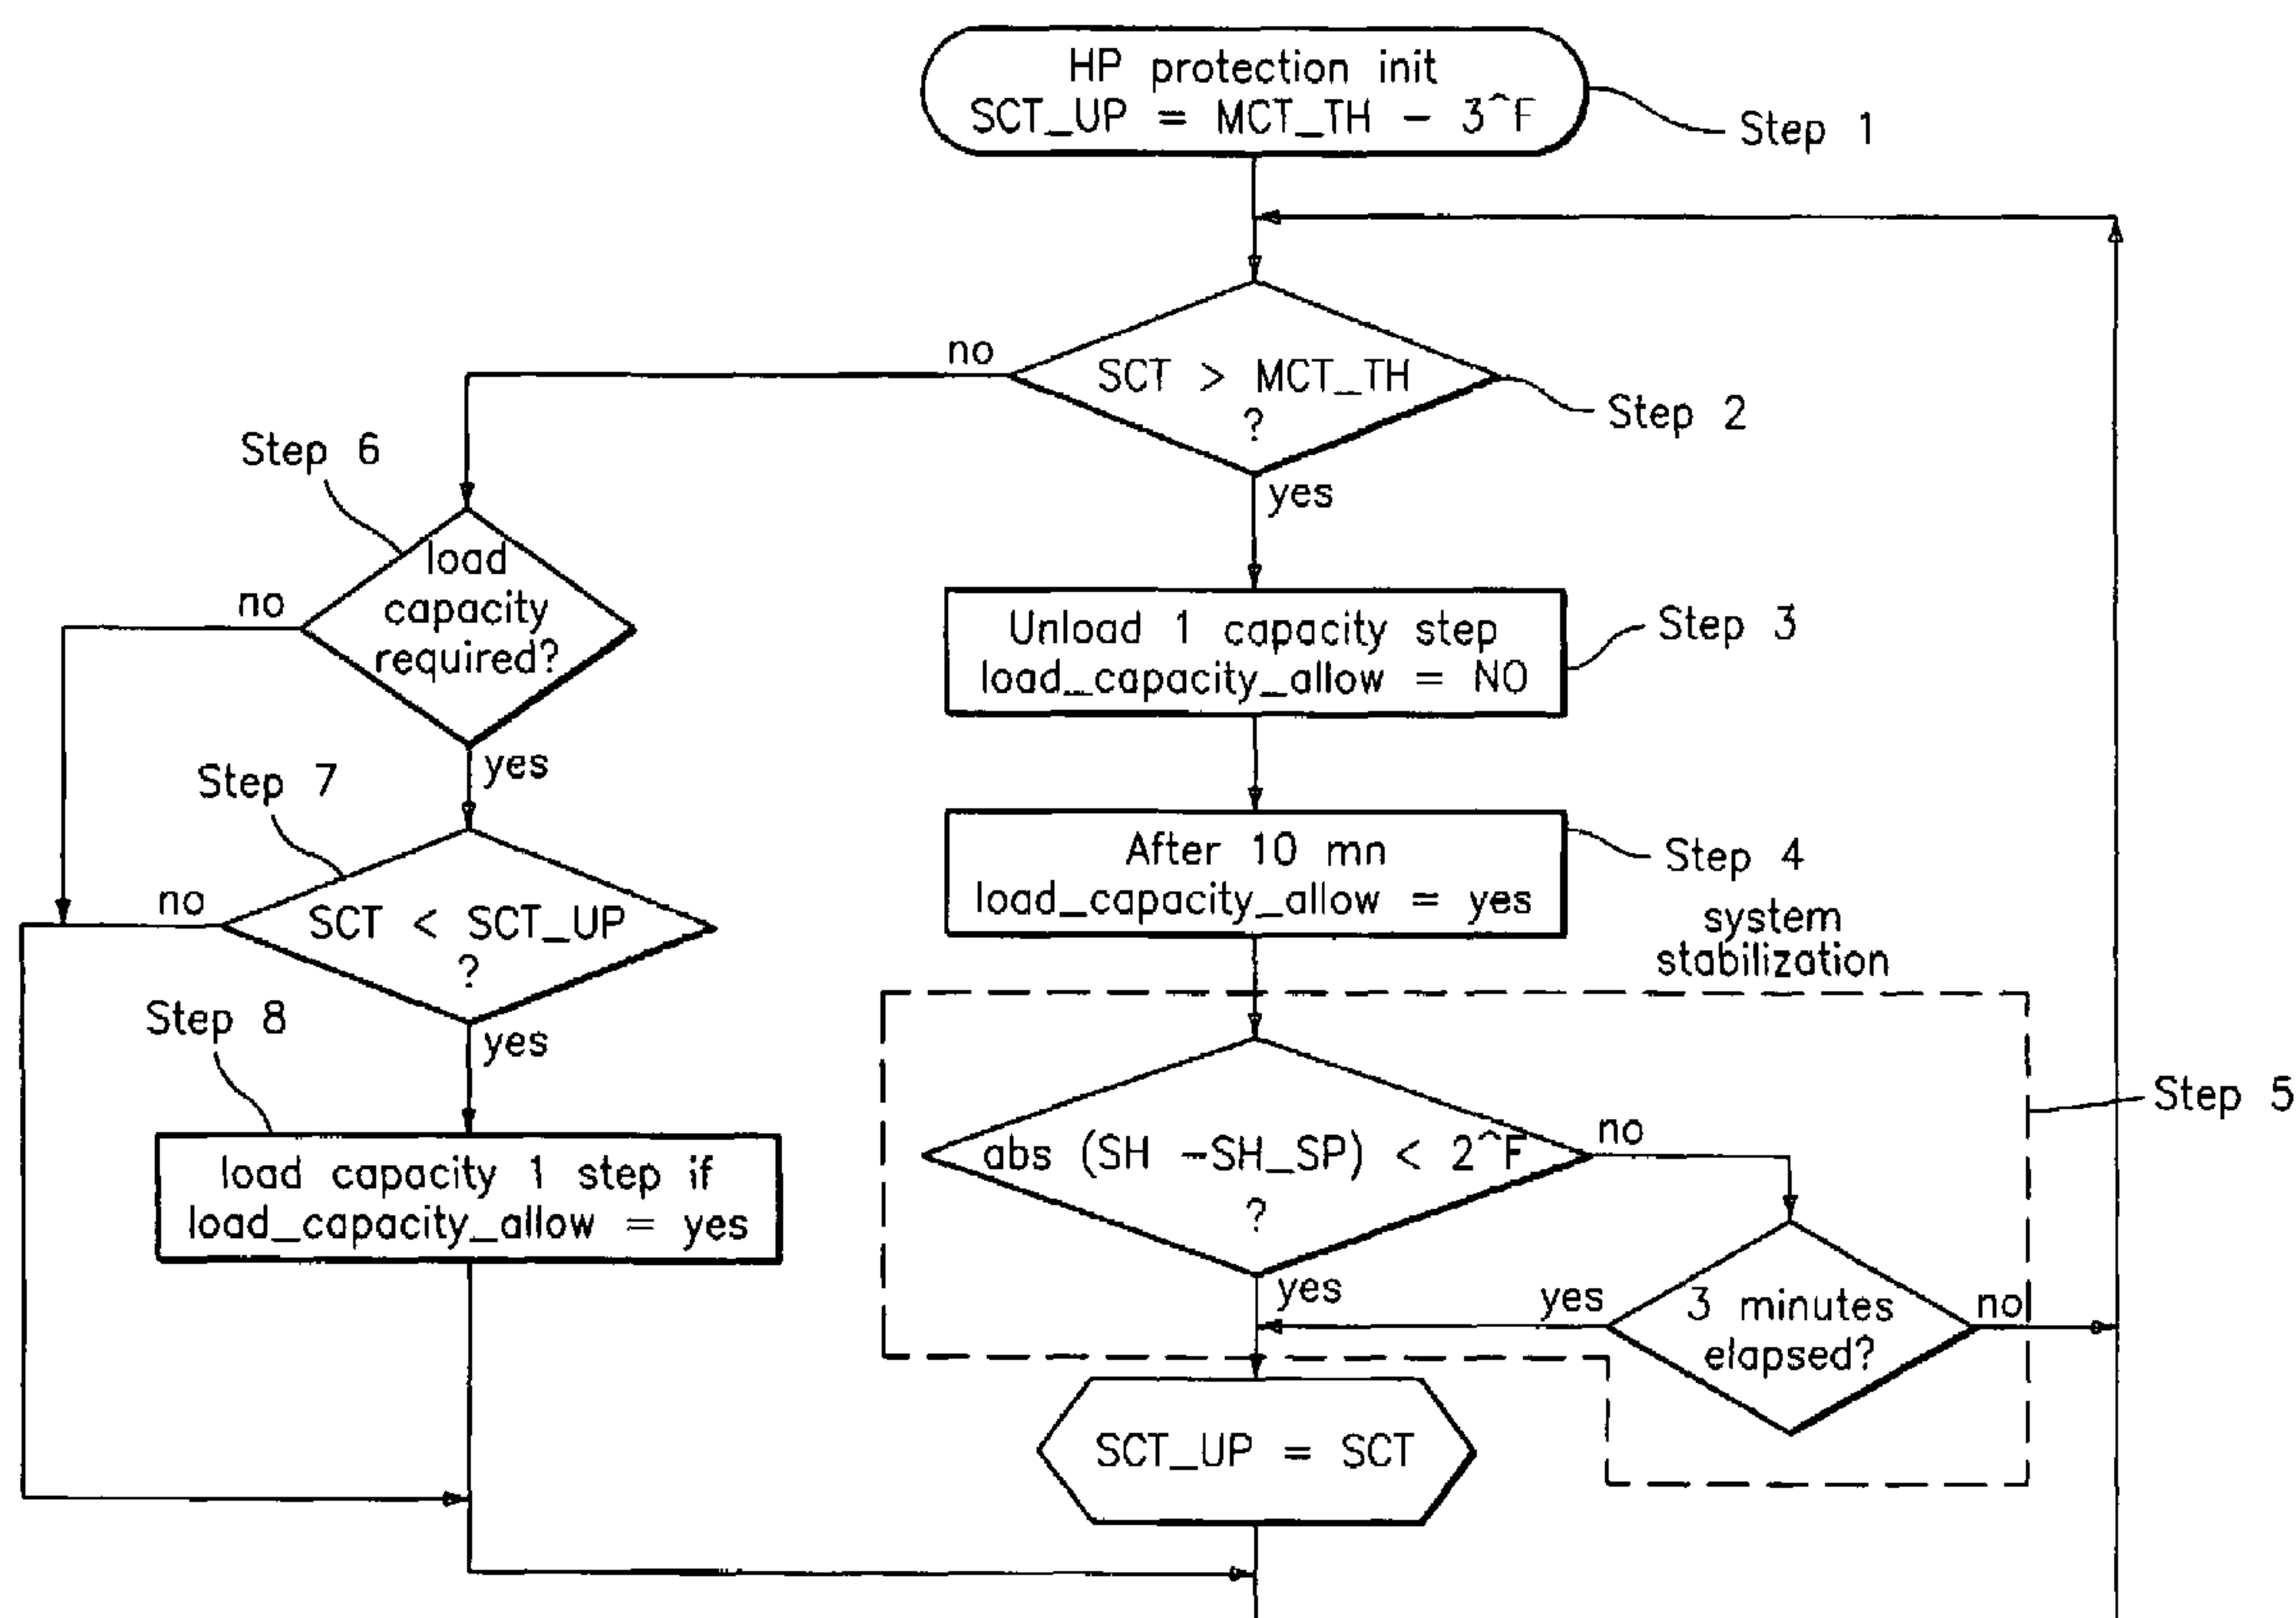 HP protection init
SCT_UP = MCT_TH - 3^F
Step 1
no
SCT > MCT_TH
?
Step 2
yes
Step 6
load
capacity
required?
no
yes
Unload 1 capacity step
load_capacity_allow = NO
Step 3
Step 7
no
SCT < SCT_UP
?
yes
After 10 mn
load_capacity_allow = yes
Step 4
system
stabilization
Step 8
load capacity 1 step if
load_capacity_allow = yes
abs (SH -SH_SP) < 2^F
?
no
yes
Step 5
yes
3 minutes
elapsed?
no
SCT_UP = SCT